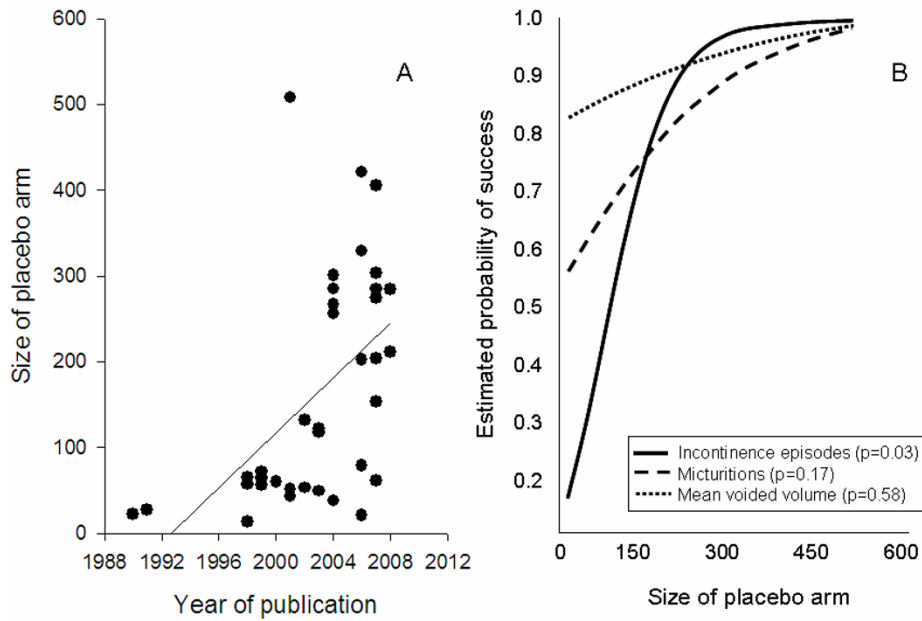 600
500
400
300
200
100
0
Size of placebo arm
A
1988 1992 1996 2000 2004 2008 2012
Year of publication
1.0
0.9
0.8
0.7
0.6
0.5
0.4
0.3
0.2
Estimated probability of success
B
Incontinence episodes (p=0.03)
Micturitions (p=0.17)
Mean voided volume (p=0.58)
0 150 300 450 600
Size of placebo arm